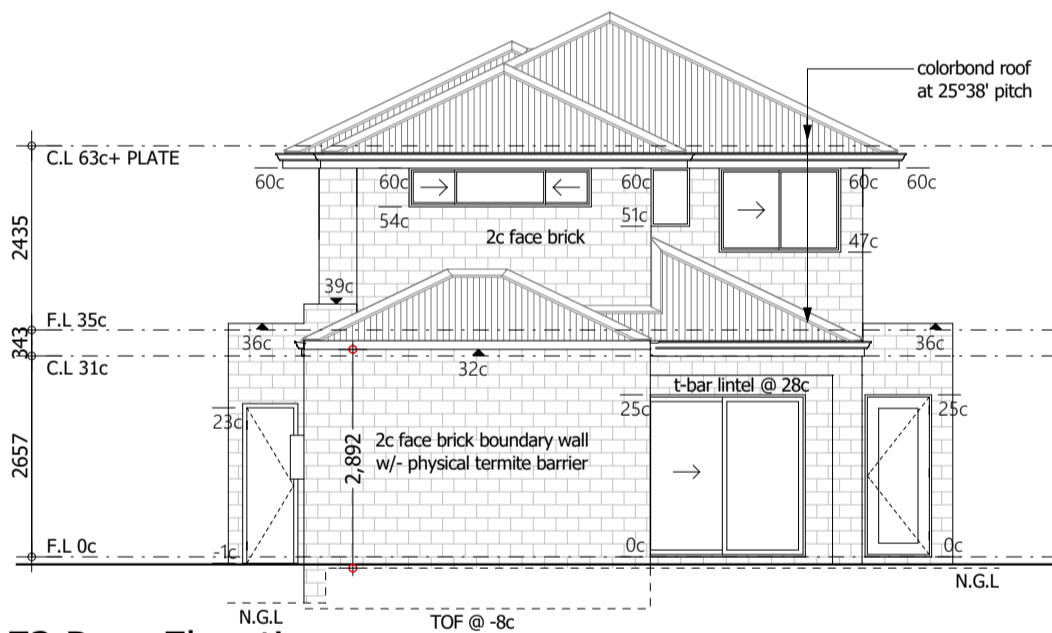 colorbond roof
at 25°38' pitch
C.L 63c+ PLATE
60c
60c
60c
60c
60c
54c
51c
47c
2c face brick
2435
39c
F.L 35c
36c
36c
343
C.L 31c
32c
t-bar lintel @ 28c
23c
25c
25c
2c face brick boundary wall
w/- physical termite barrier
2,892
2657
F.L 0c
-1c
0c
0c
N.G.L
N.G.L
TOF @ -8c